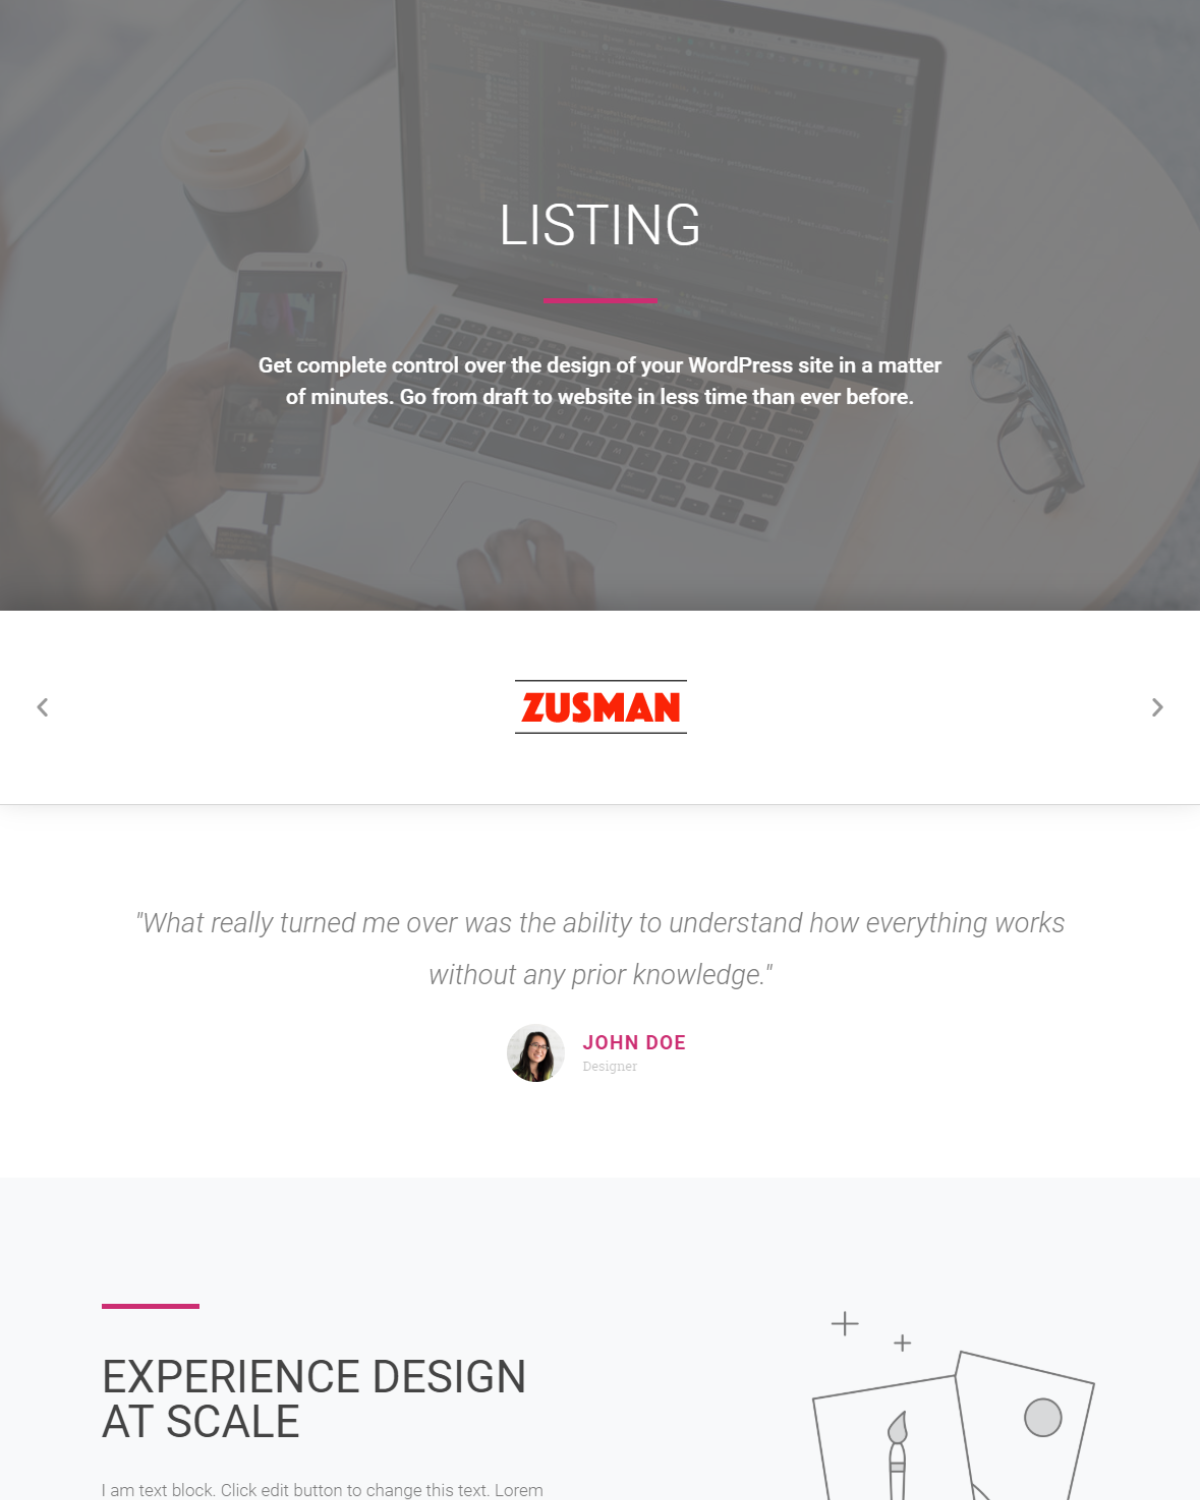 LISTING
Get complete control over the design of your WordPress site in a matter
of minutes. Go from draft to website in less time than ever before.
ZUSMAN
"What really turned me over was the ability to understand how everything works
without any prior knowledge."
JOHN DOE
Designer
EXPERIENCE DESIGN
AT SCALE
I am text block. Click edit button to change this text. Lorem